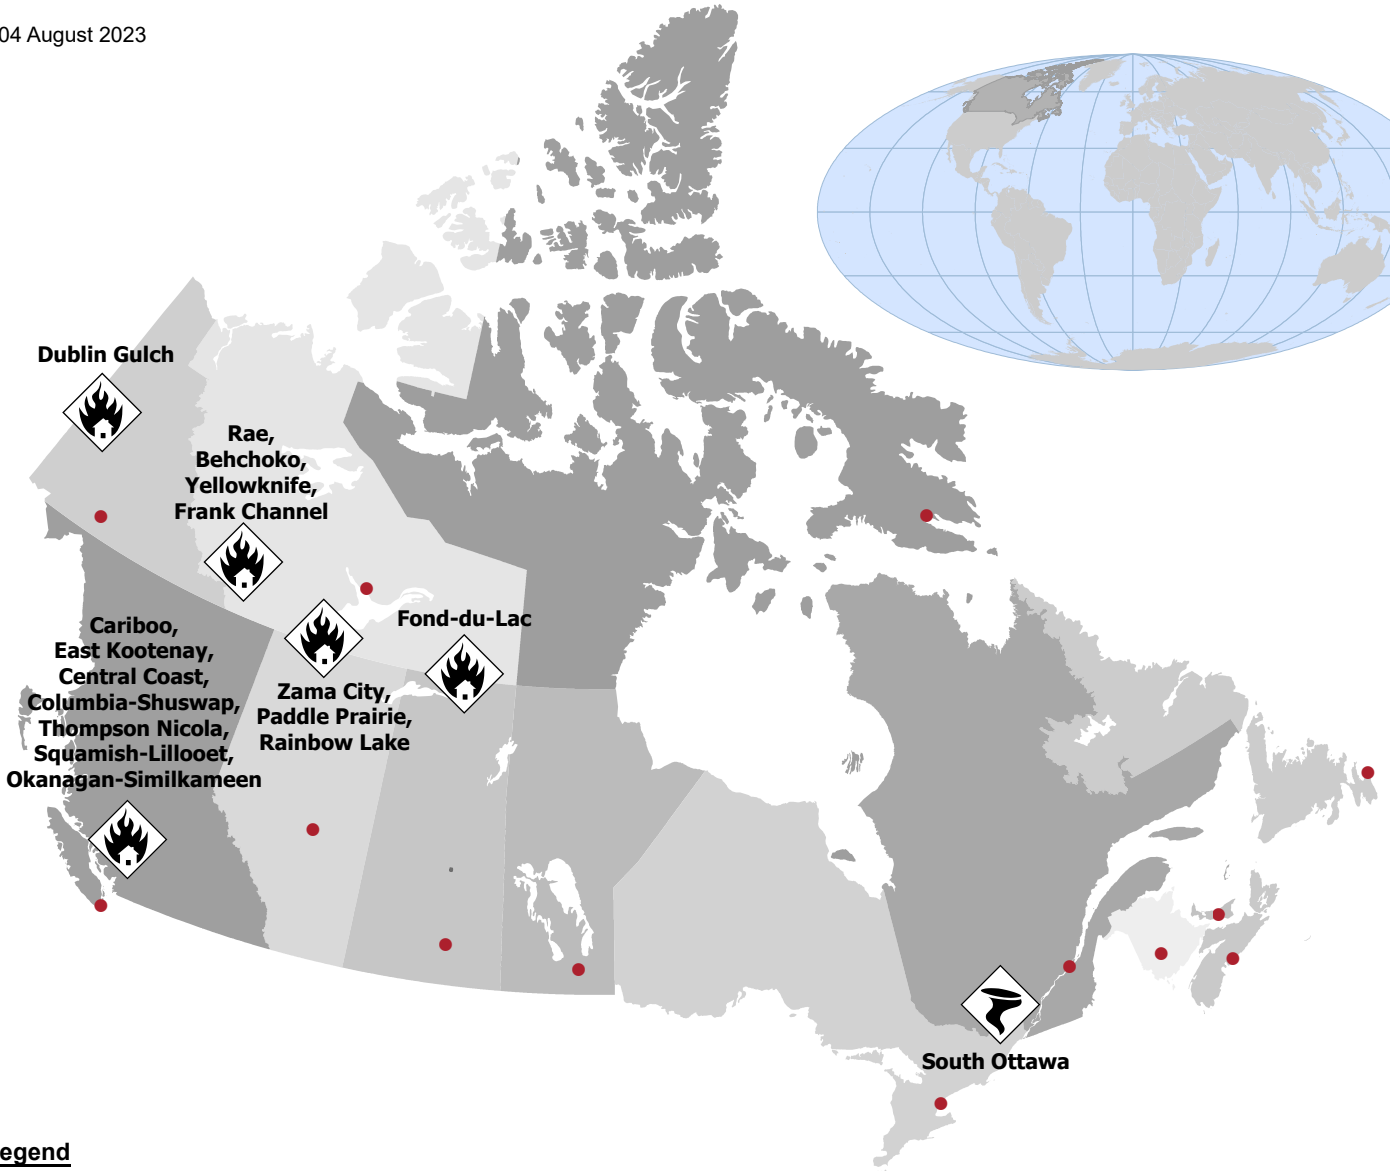 04 August 2023
Dublin Gulch
Rae,
Behchoko,
Yellowknife,
Frank Channel
Fond-du-Lac
Cariboo,
East Kootenay,
Central Coast,
Columbia-Shuswap,
Thompson Nicola,
Squamish-Lillooet,
Okanagan-Similkameen
Zama City,
Paddle Prairie,
Rainbow Lake
South Ottawa
egend